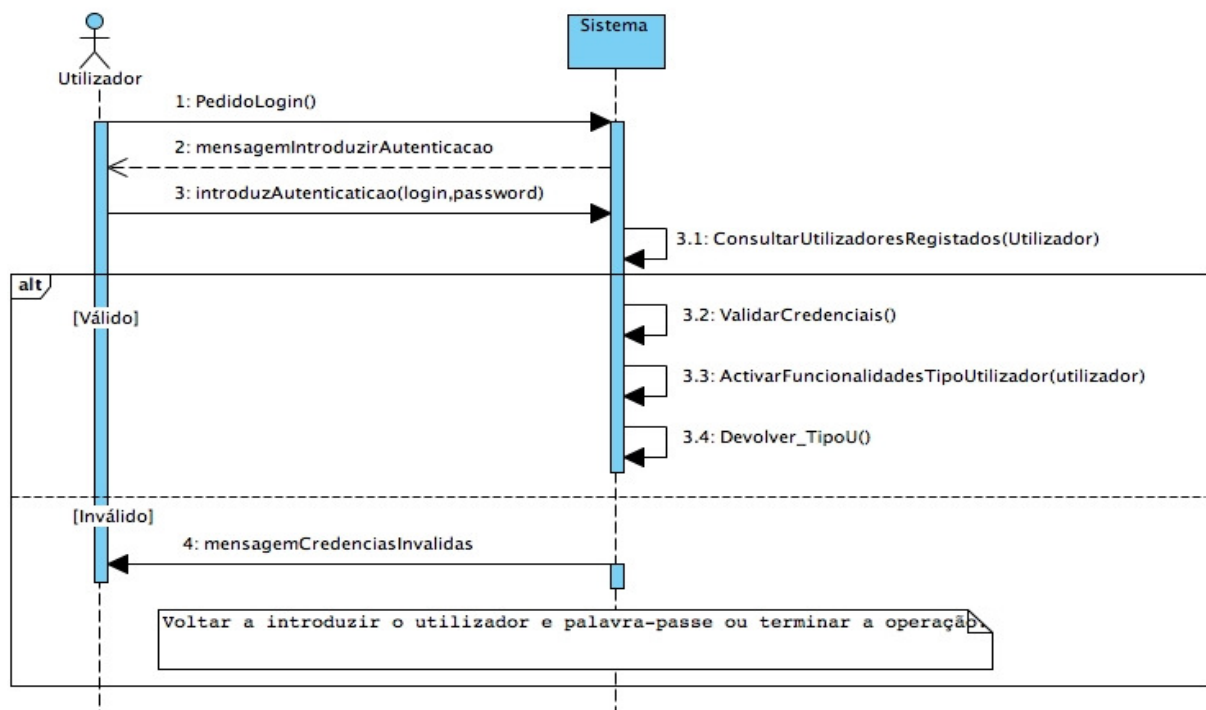 Sistema
Utilizador
1: PedidoLogin()
2: mensagemIntroduzirAutenticacao
3: introduzAutenticaticao(login,password)
3.1: ConsultarUtilizadoresRegistados(Utilizador)
alt
[Válido]
3.2: ValidarCredenciais()
3.3: ActivarFuncionalidadesTipoUtilizador(utilizador)
3.4: Devolver_TipoU()
[Inválido]
4: mensagemCredenciasInvalidas
Voltar a introduzir o utilizador e palavra-passe ou terminar a operação.